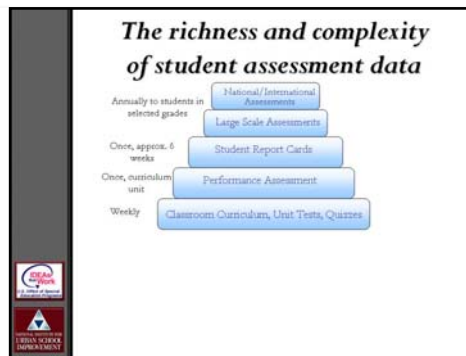 The richness and complexity
of student assessment data
National/International
Assessments
Annually to students in
selected grades
Large Scale Assessments
Once, approx. 6
weeks
Student Report Cards
Once, curriculum
unit
Performance Assessment
Weekly
Classroom Curriculum, Unit Tests, Quizzes
IDEAs
that Work
U.S. Office of Special
Education Programs
NATIONAL INSTITUTE FOR
URBAN SCHOOL
IMPROVEMENT